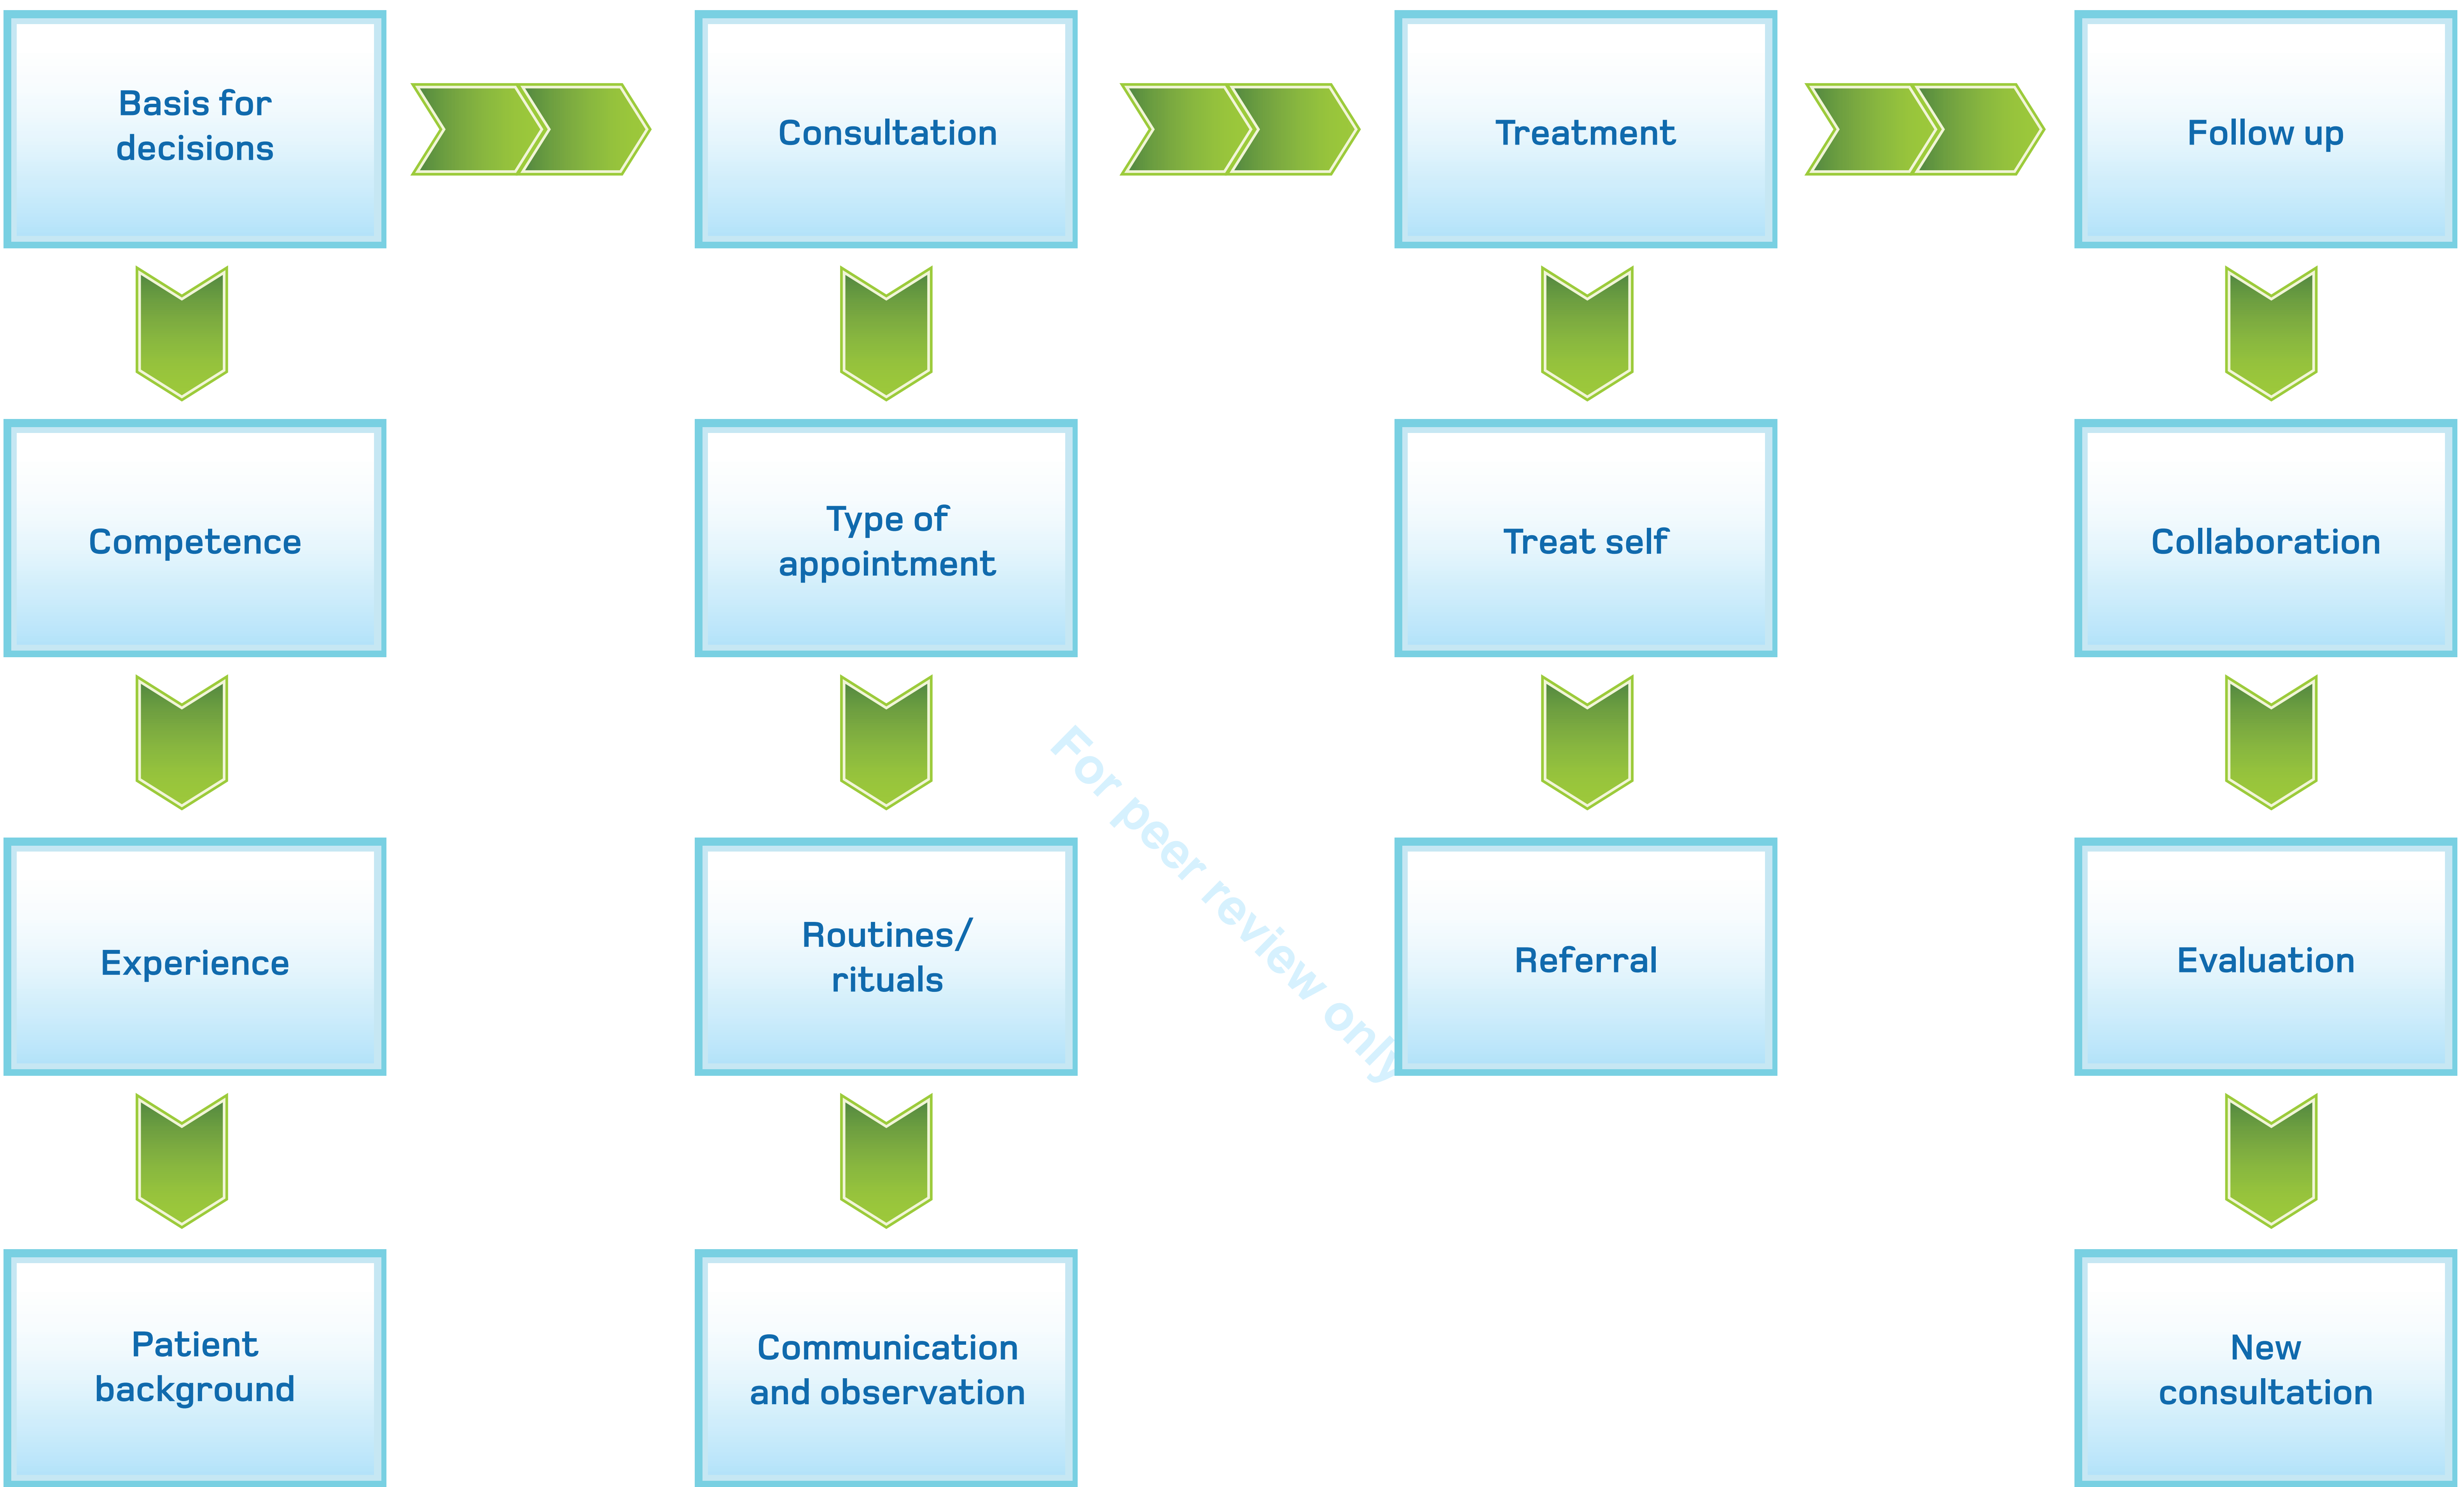 Basis for
decisions
Consultation
Treatment
Follow up
Competence
Type of
appointment
Treat self
Collaboration
Experience
Routines/
rituals
Referral
Evaluation
Patient
background
Communication
and observation
New
consultation
For peer review only